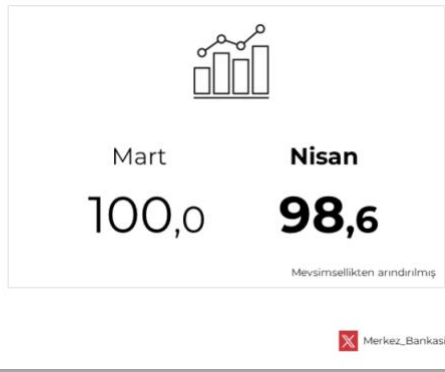 Mart Nisan
100,0 98,6
Mevsimsellikten arındırılmış
Merkez_Bankasi